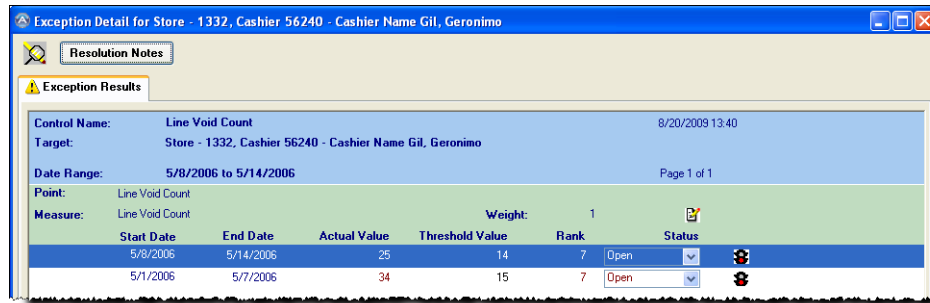 Exception Detail for Store - 1332, Cashier 56240 - Cashier Name Gil, Geronimo
Resolution Notes
Exception Results
Control Name: Line Void Count 8/20/2009 13:40
Target: Store - 1332, Cashier 56240 - Cashier Name Gil, Geronimo
Date Range: 5/8/2006 to 5/14/2006 Page 1 of 1
Point: Line Void Count
Measure: Line Void Count Weight: 1
Start Date End Date Actual Value Threshold Value Rank Status
5/8/2006 5/14/2006 25 14 7 Open
5/1/2006 5/7/2006 34 15 7 Open